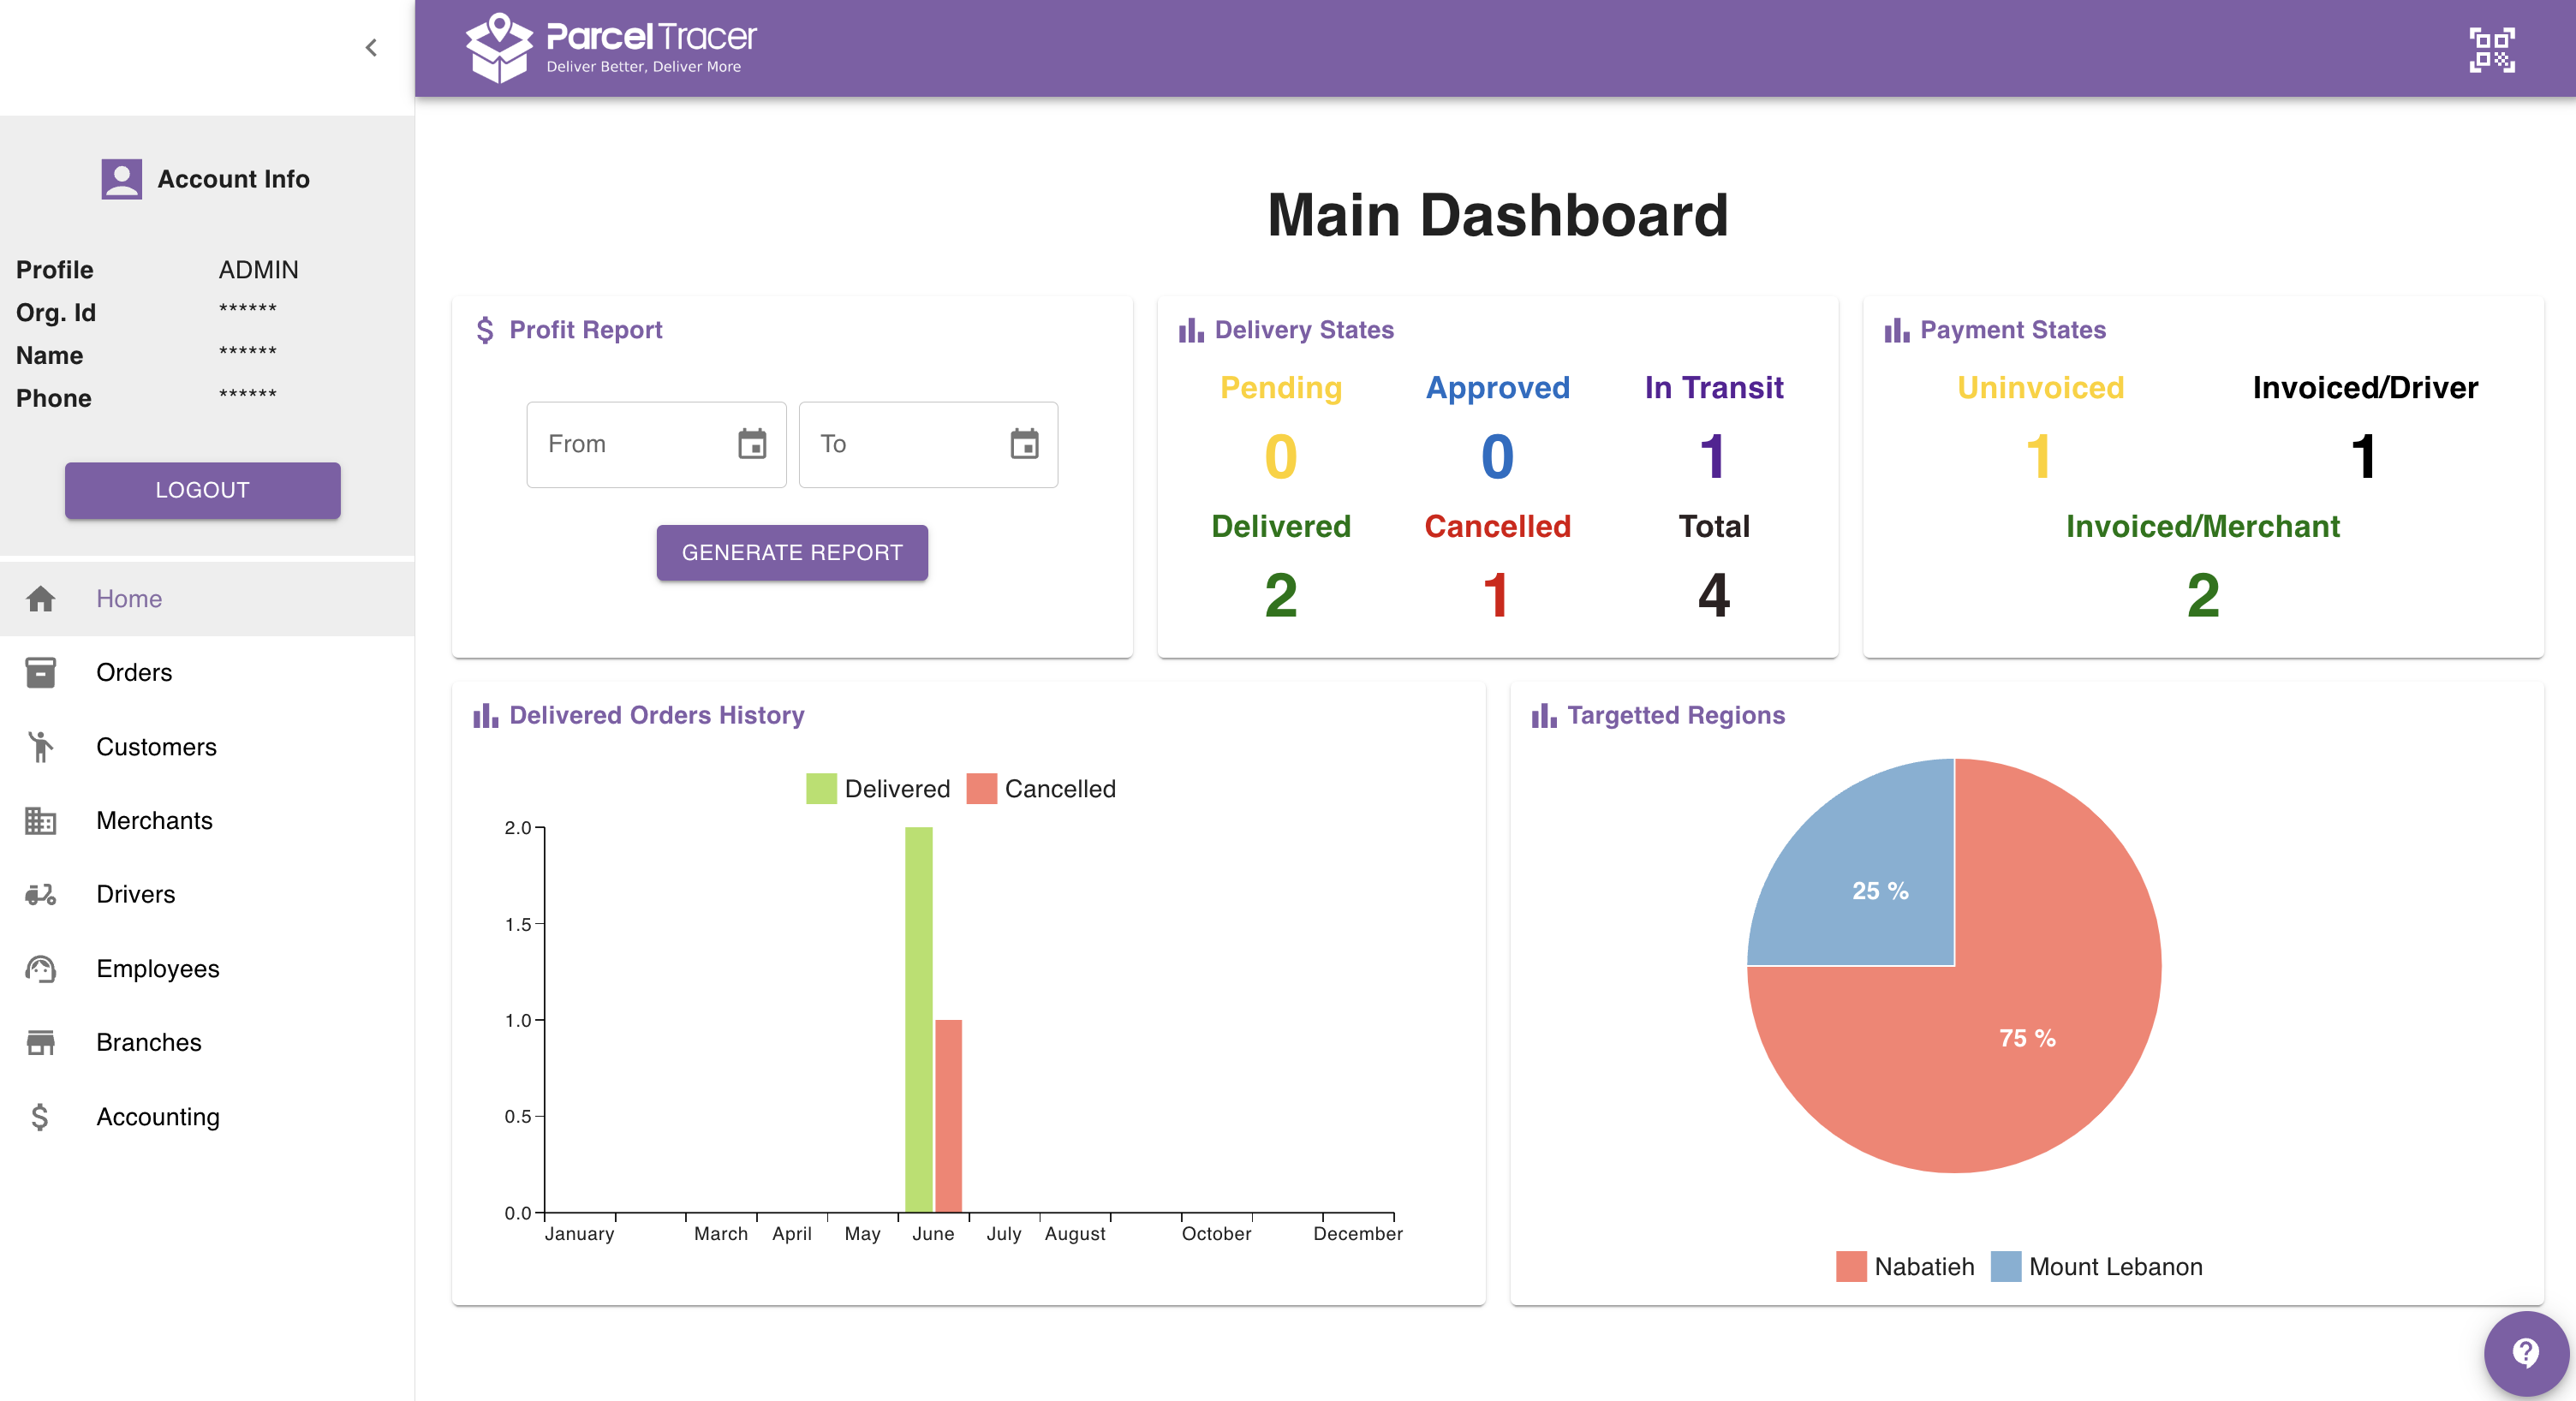 ParcelTracer
Deliver Better, Deliver More
Account Info
Profile ADMIN
Org. Id ******
Name ******
Phone ******
LOGOUT
Home
Orders
Customers
Merchants
Drivers
Employees
Branches
Accounting
Main Dashboard
Profit Report
From To
GENERATE REPORT
Delivery States
Pending Approved In Transit
0 0 1
Delivered Cancelled Total
2 1 4
Payment States
Uninvoiced Invoiced/Driver
1 1
Invoiced/Merchant
2
Delivered Orders History
Delivered Cancelled
2.0
1.5
1.0
0.5
0.0
January March April May June July August October December
Targetted Regions
25 %
75 %
Nabatieh Mount Lebanon
?